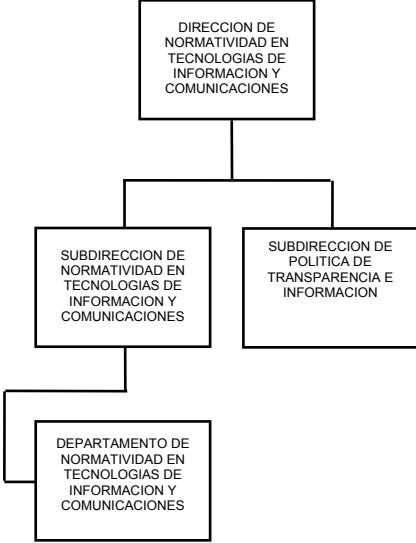 DIRECCION DE
NORMATIVIDAD EN
TECNOLOGIAS DE
INFORMACION Y
COMUNICACIONES
SUBDIRECCION DE
NORMATIVIDAD EN
TECNOLOGIAS DE
INFORMACION Y
COMUNICACIONES
SUBDIRECCION DE
POLITICA DE
TRANSPARENCIA E
INFORMACION
DEPARTAMENTO DE
NORMATIVIDAD EN
TECNOLOGIAS DE
INFORMACION Y
COMUNICACIONES